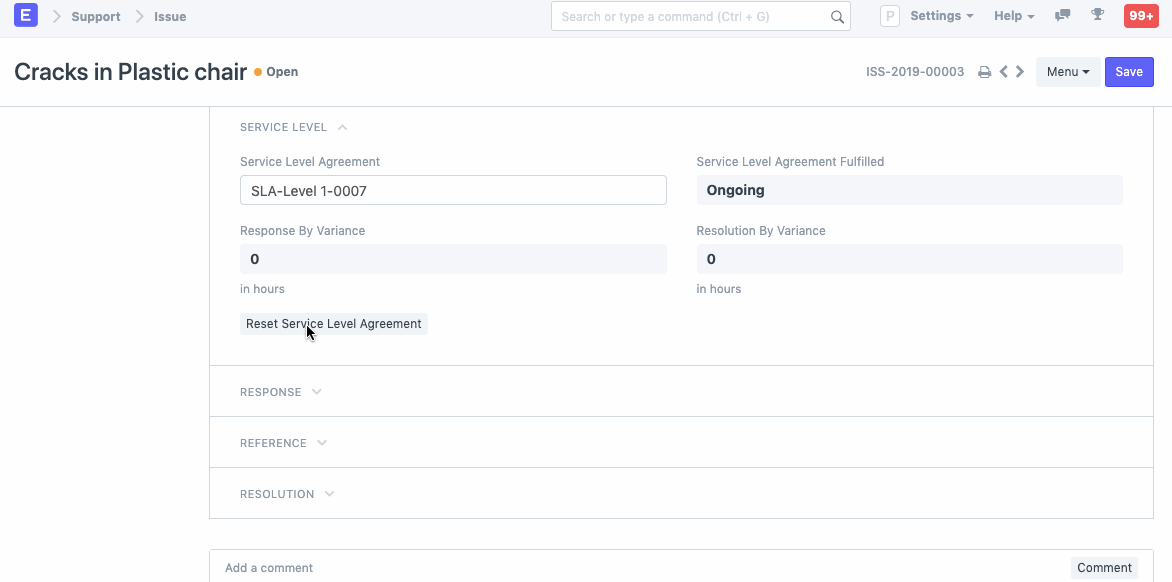 E Support Issue Search or type a command (Ctrl + G) P Settings Help 99+
Cracks in Plastic chair Open ISS-2019-00003 Menu Save
SERVICE LEVEL
Service Level Agreement Service Level Agreement Fulfilled
SLA-Level 1-0007 Ongoing
Response By Variance Resolution By Variance
0 0
in hours in hours
Reset Service Level Agreement
RESPONSE
REFERENCE
RESOLUTION
Add a comment Comment